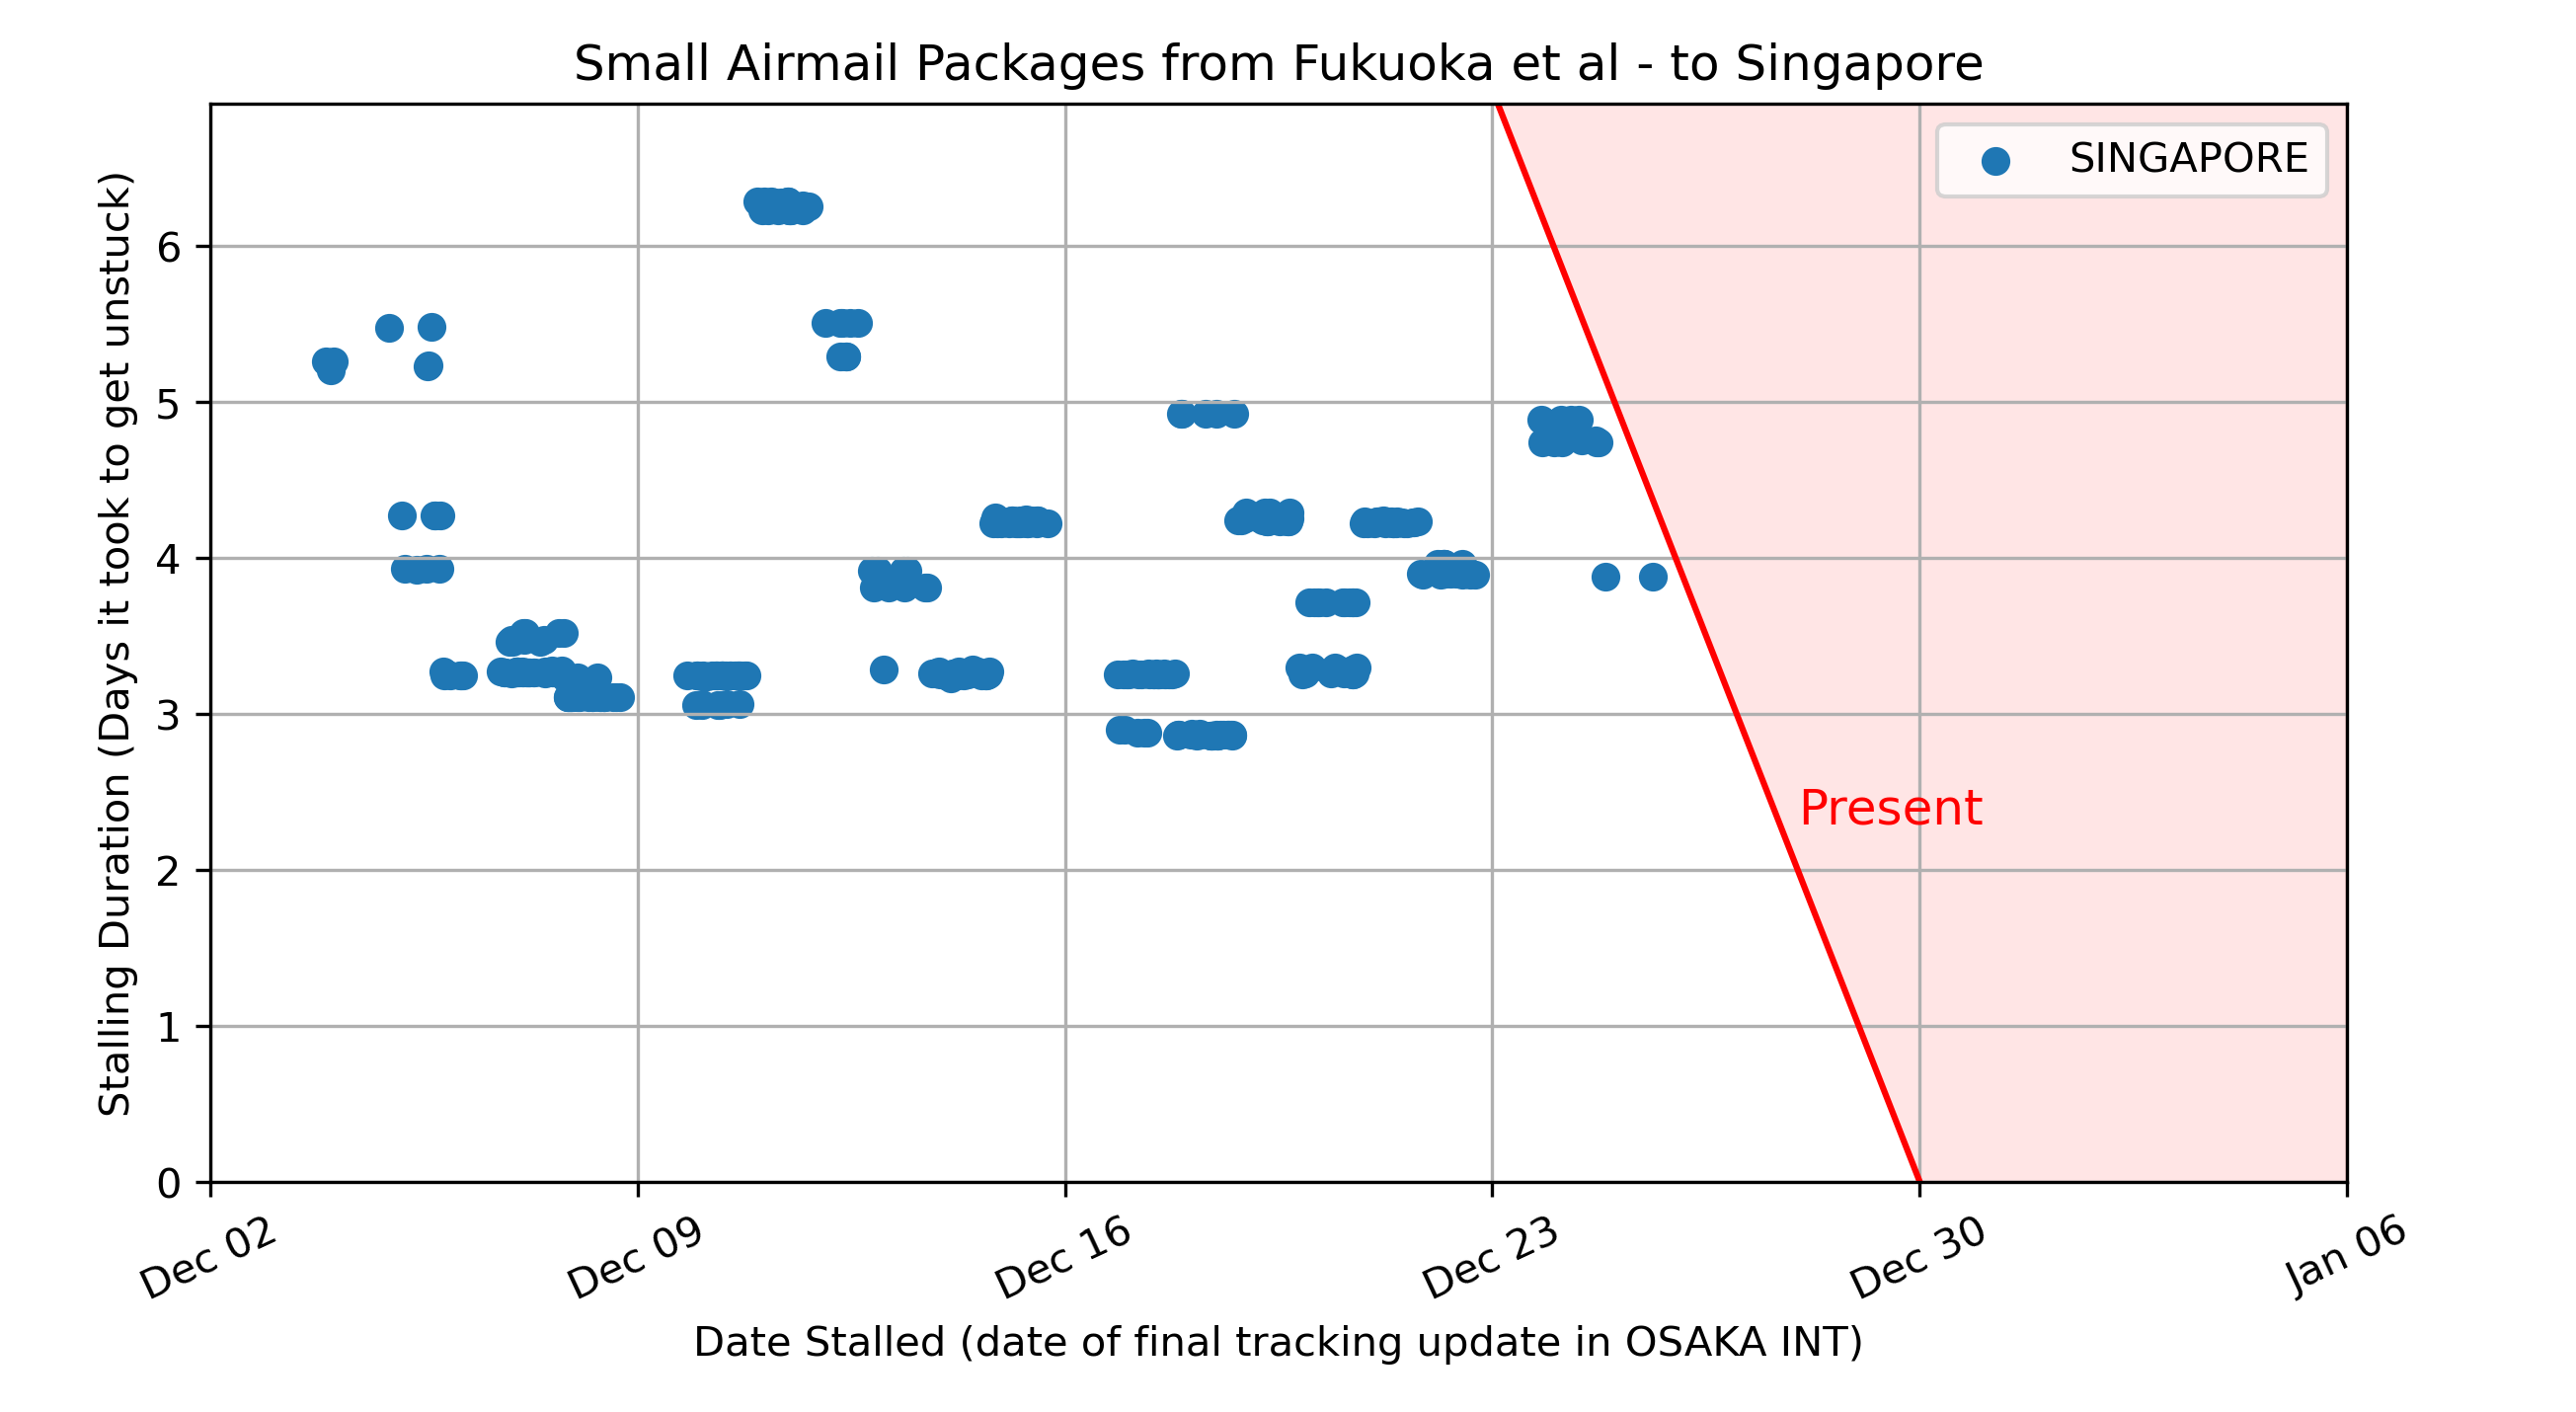 Small Airmail Packages from Fukuoka et al - to Singapore
SINGAPORE
Stalling Duration (Days it took to get unstuck)
6
5
4
3
2
1
0
Present
Dec 02
Dec 09
Dec 16
Dec 23
Dec 30
Jan 06
Date Stalled (date of final tracking update in OSAKA INT)